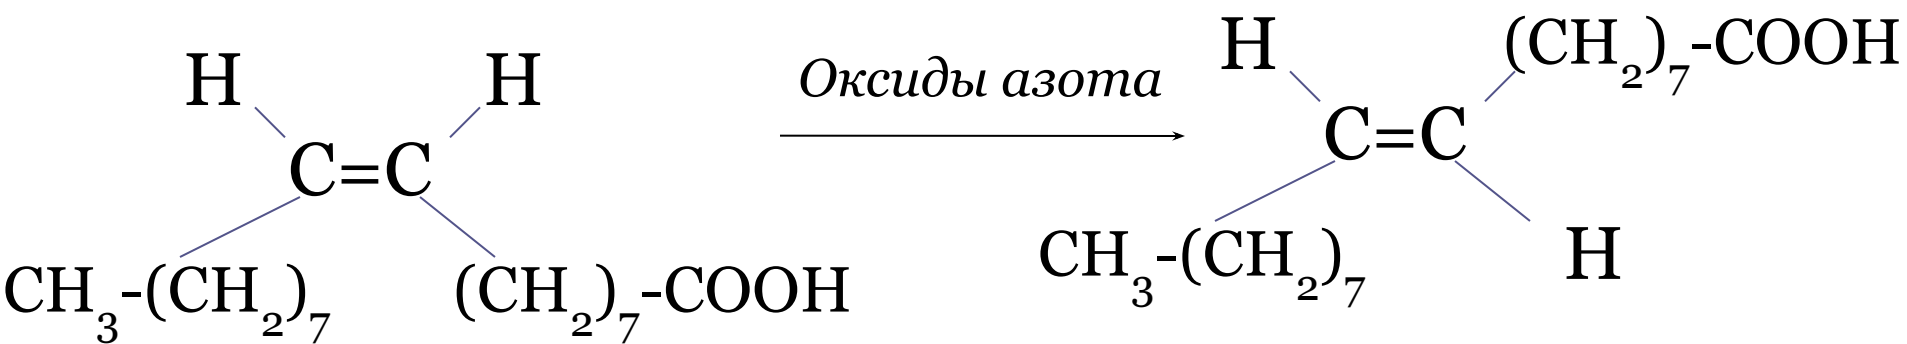 H H
C=C
CH₃-(CH₂)₇ (CH₂)₇-COOH
Оксиды азота
H (CH₂)₇-COOH
C=C
CH₃-(CH₂)₇ H